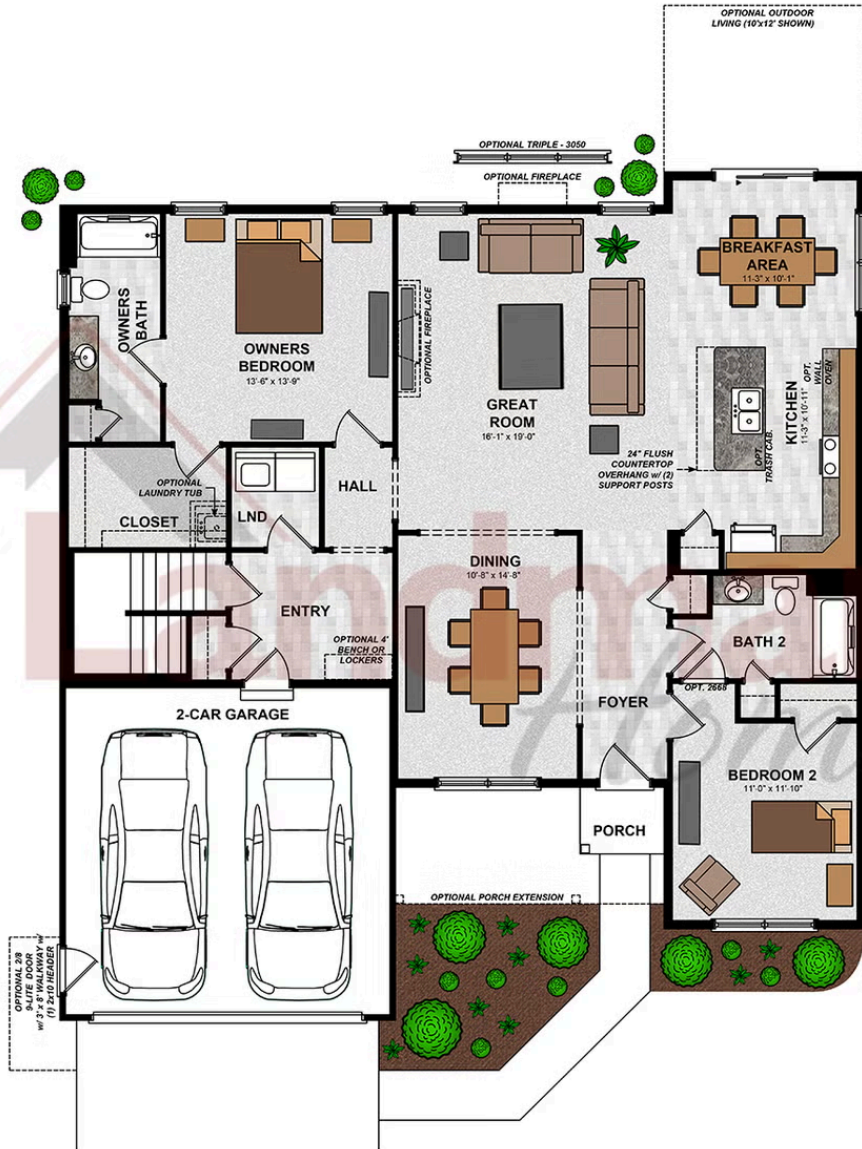 OPTIONAL OUTDOOR
LIVING (10'x12' SHOWN)
OPTIONAL TRIPLE - 3050
OPTIONAL FIREPLACE
BREAKFAST
AREA
11'-3" x 10'-1"
OWNERS
BATH
OWNERS
BEDROOM
13'-6" x 13'-9"
OPTIONAL FIREPLACE
GREAT
ROOM
16'-1" x 19'-0"
KITCHEN
11'-3" x 10'-11"
OPT.
WALL
OVEN
OPT.
TRASH CAB.
24" FLUSH
COUNTERTOP
OVERHANG w/ (2)
SUPPORT POSTS
OPTIONAL
LAUNDRY TUB
CLOSET
LND
HALL
DINING
10'-8" x 14'-8"
ENTRY
OPTIONAL 4'
BENCH OR
LOCKERS
BATH 2
OPT. 2668
FOYER
2-CAR GARAGE
BEDROOM 2
11'-0" x 11'-10"
PORCH
OPTIONAL PORCH EXTENSION
OPTIONAL 2/8
9-LITE DOOR
w/ 3' x 8' WALKWAY w/
(1) 2x10 HEADER
Landma
Hom